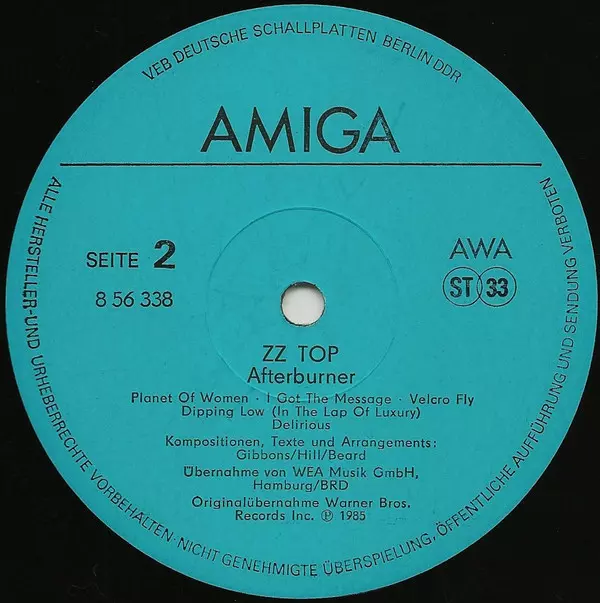 VEB DEUTSCHE SCHALLPLATTEN BERLIN DDR
AMIGA
SEITE 2
8 56 338
AWA
ST 33
ZZ TOP
Afterburner
Planet Of Women · I Got The Message · Velcro Fly
Dipping Low (In The Lap Of Luxury)
Delirious
Kompositionen, Texte und Arrangements:
Gibbons/Hill/Beard
Übernahme von WEA Musik GmbH,
Hamburg/BRD
Originalübernahme Warner Bros.
Records Inc. ℗ 1985
ALLE HERSTELLER-UND URHEBERRECHTE VORBEHALTEN·NICHT GENEHMIGTE ÜBERSPIELUNG, ÖFFENTLICHE AUFFÜHRUNG UND SENDUNG VERBOTEN